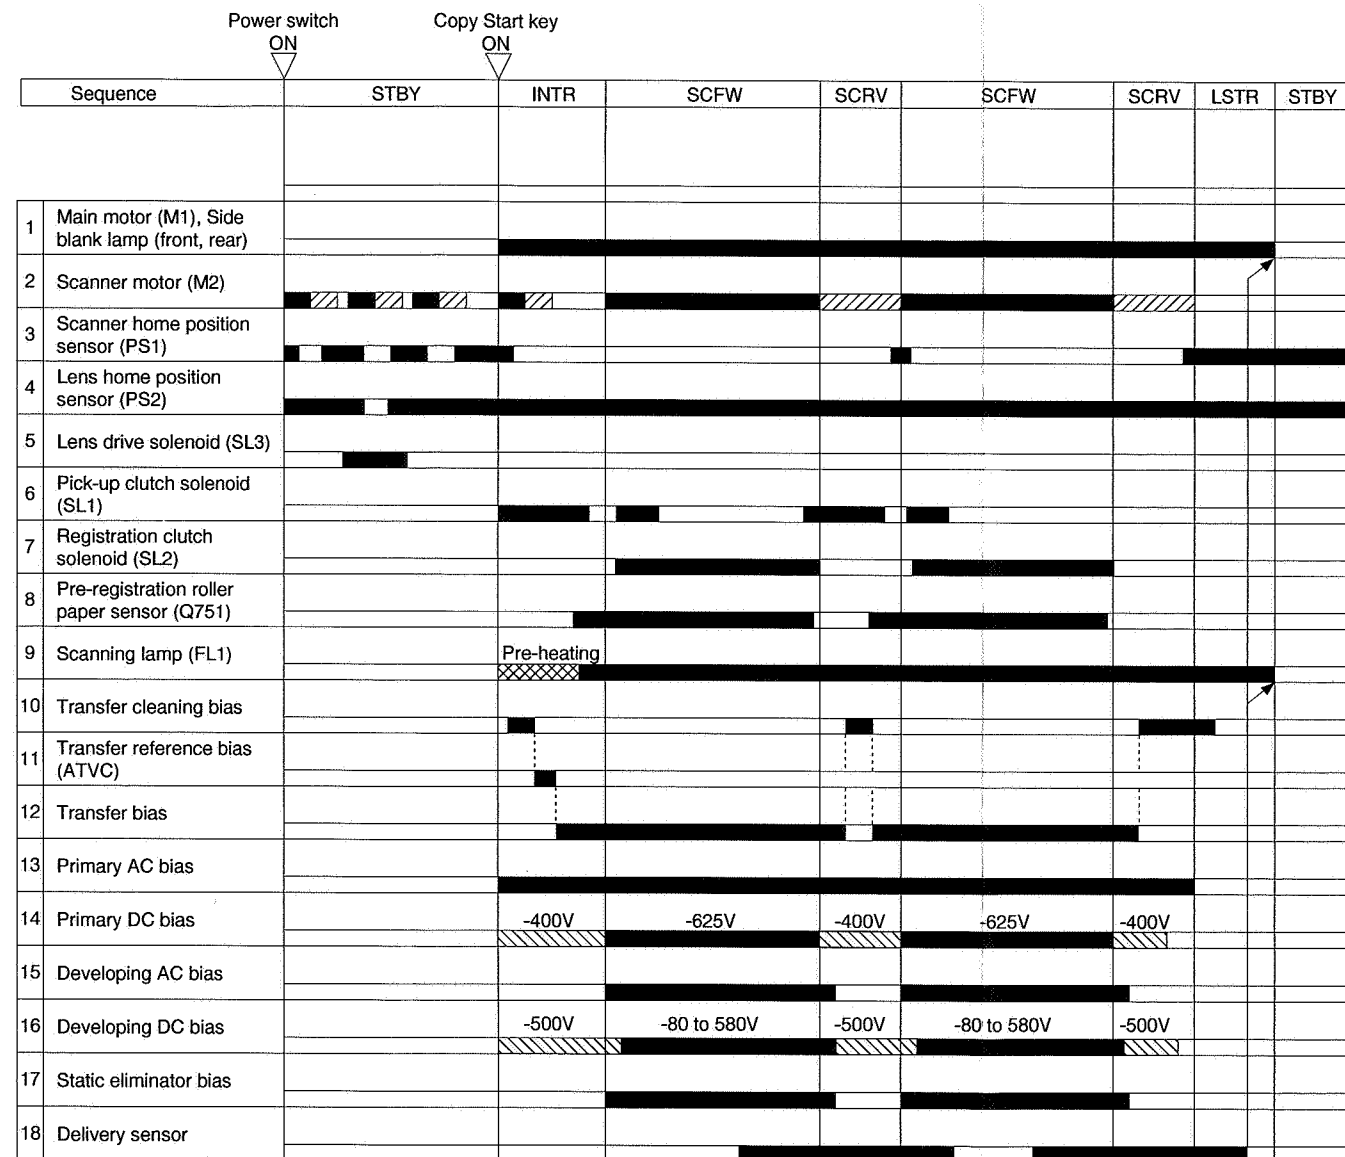 Power switch
ON
Copy Start key
ON
Sequence STBY INTR SCFW SCRV SCFW SCRV LSTR STBY
1 Main motor (M1), Side
blank lamp (front, rear)
2 Scanner motor (M2)
3 Scanner home position
sensor (PS1)
4 Lens home position
sensor (PS2)
5 Lens drive solenoid (SL3)
6 Pick-up clutch solenoid
(SL1)
7 Registration clutch
solenoid (SL2)
8 Pre-registration roller
paper sensor (Q751)
9 Scanning lamp (FL1) Pre-heating
10 Transfer cleaning bias
11 Transfer reference bias
(ATVC)
12 Transfer bias
13 Primary AC bias
14 Primary DC bias -400V -625V -400V -625V -400V
15 Developing AC bias
16 Developing DC bias -500V -80 to 580V -500V -80 to 580V -500V
17 Static eliminator bias
18 Delivery sensor